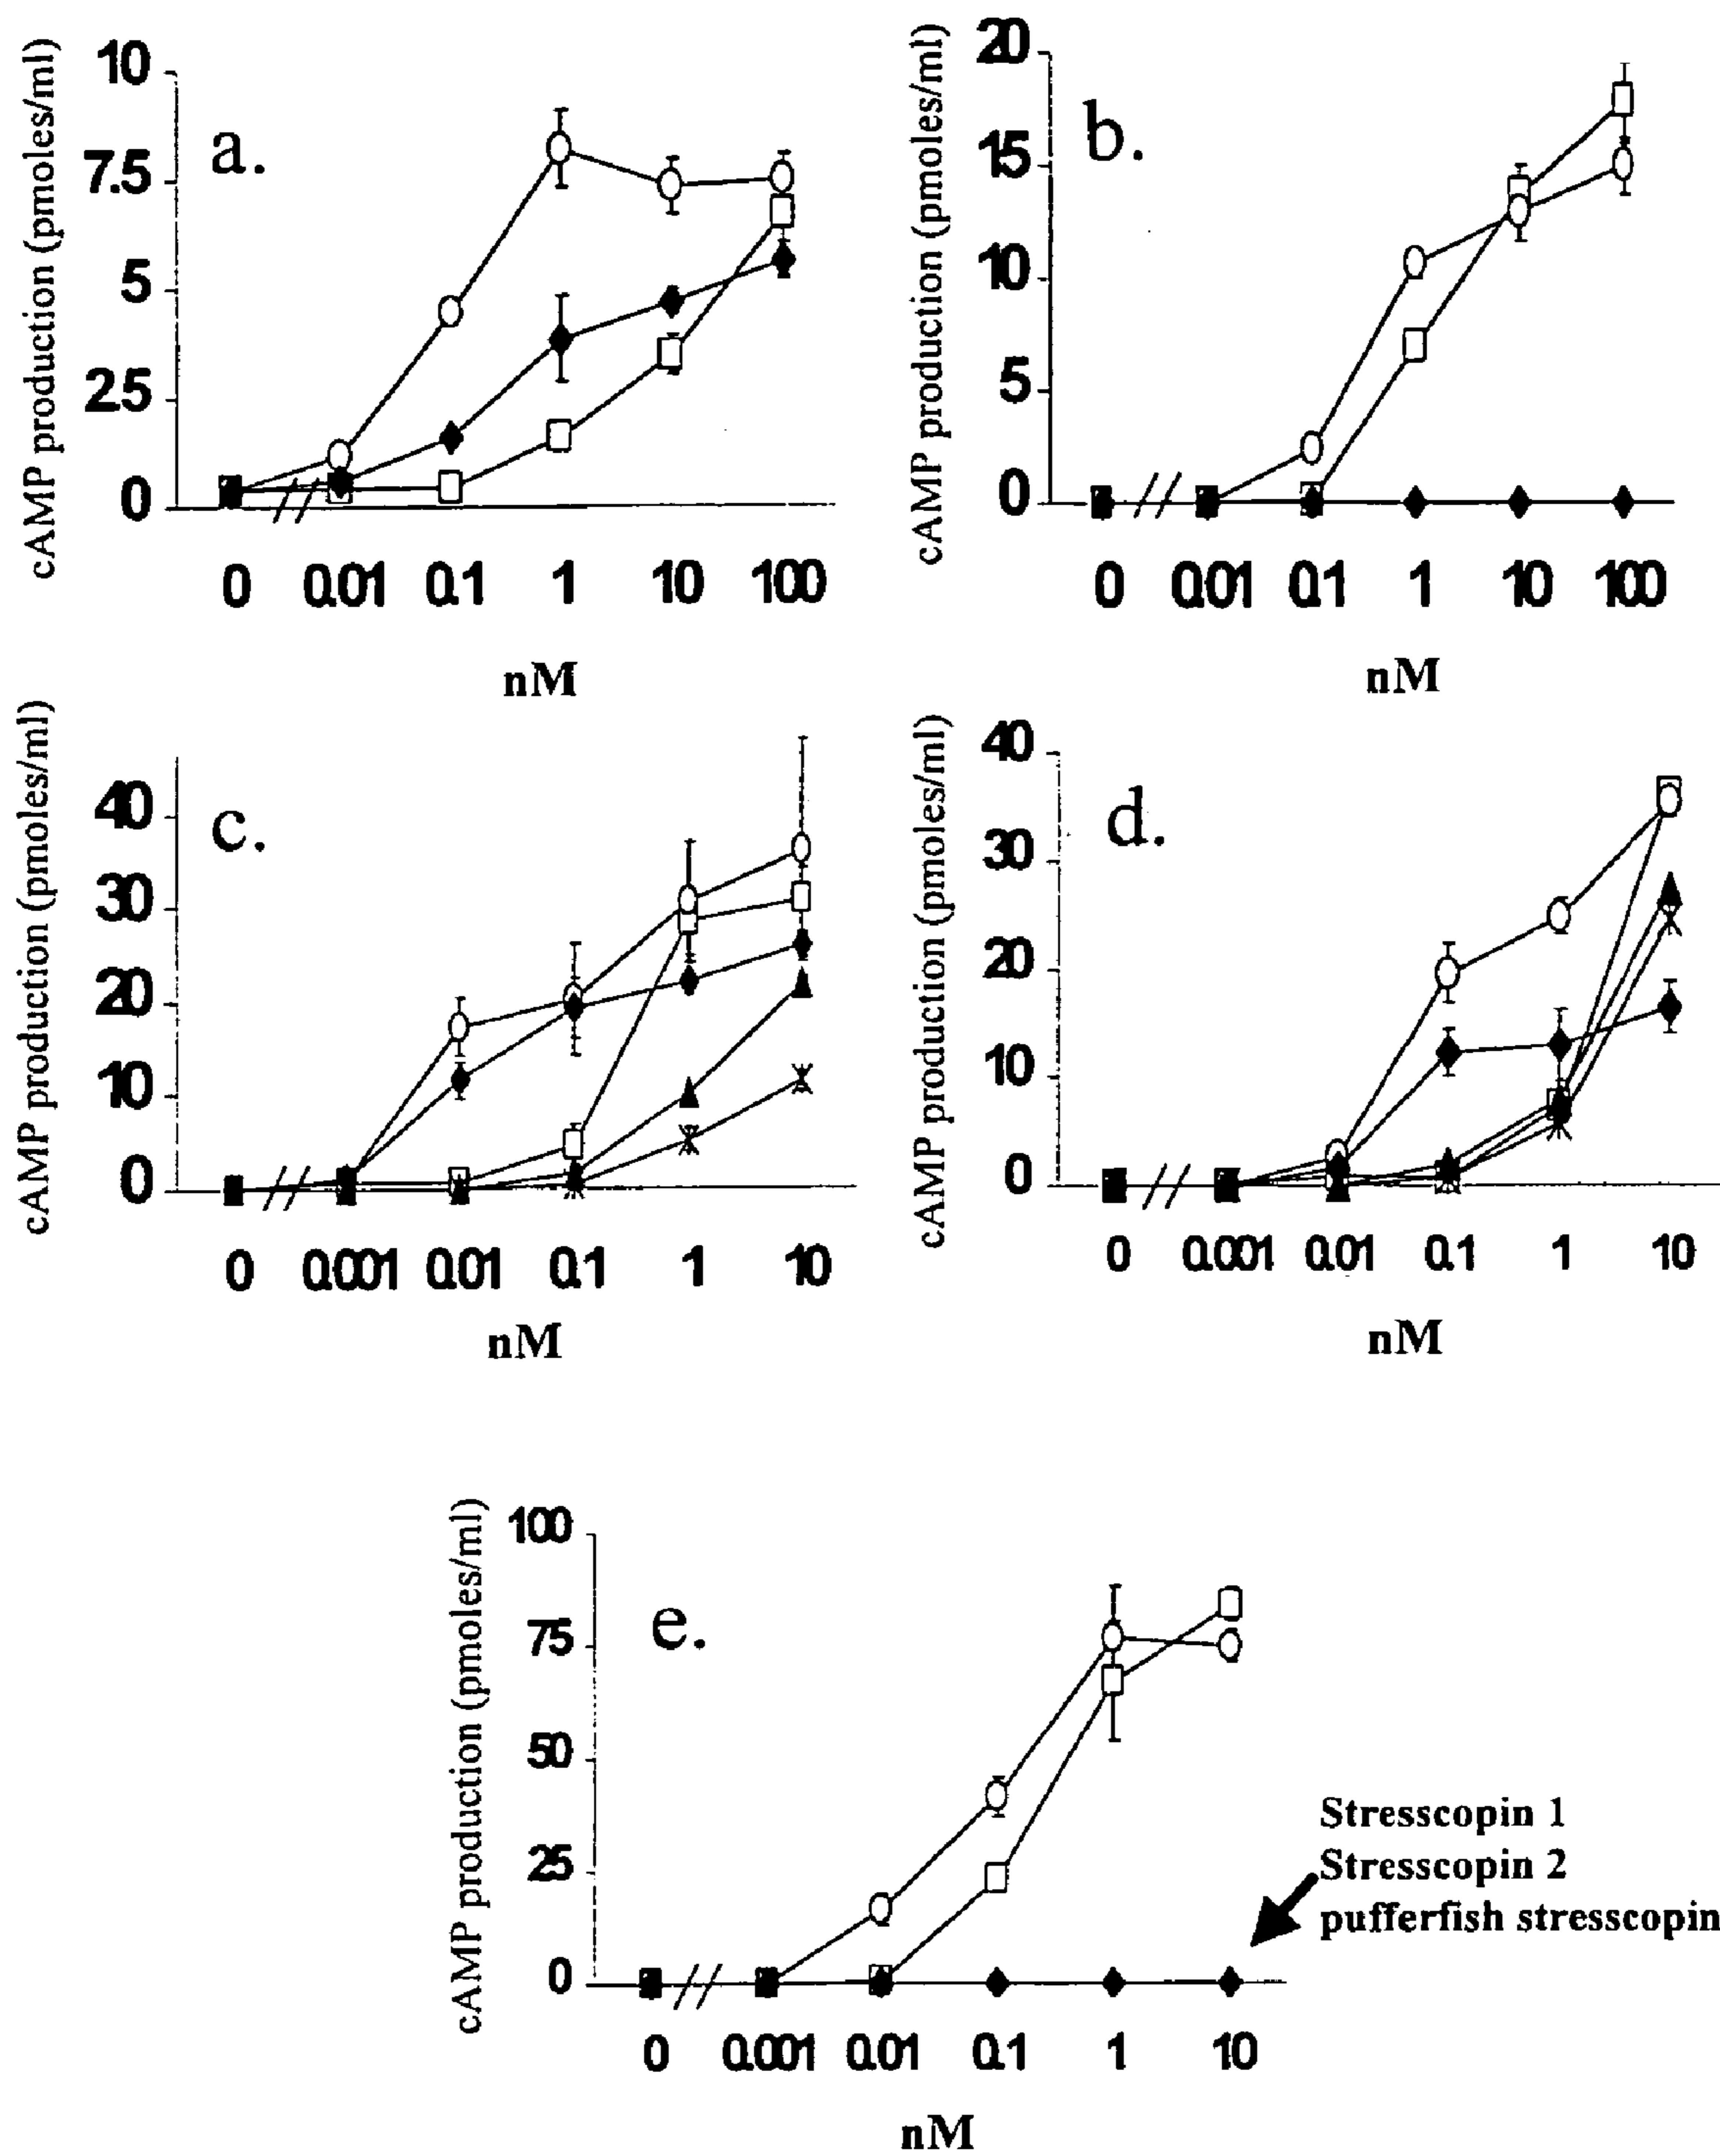 cAMP production (pmoles/ml)
10
7.5
5
2.5
0
a.
0 0.01 0.1 1 10 100
nM
cAMP production (pmoles/ml)
20
15
10
5
0
b.
0 0.01 0.1 1 10 100
nM
cAMP production (pmoles/ml)
40
30
20
10
0
c.
0 0.001 0.01 0.1 1 10
nM
cAMP production (pmoles/ml)
40
30
20
10
0
d.
0 0.001 0.01 0.1 1 10
nM
cAMP production (pmoles/ml)
100
75
50
25
0
e.
Stresscopin 1
Stresscopin 2
pufferfish stresscopin
0 0.001 0.01 0.1 1 10
nM